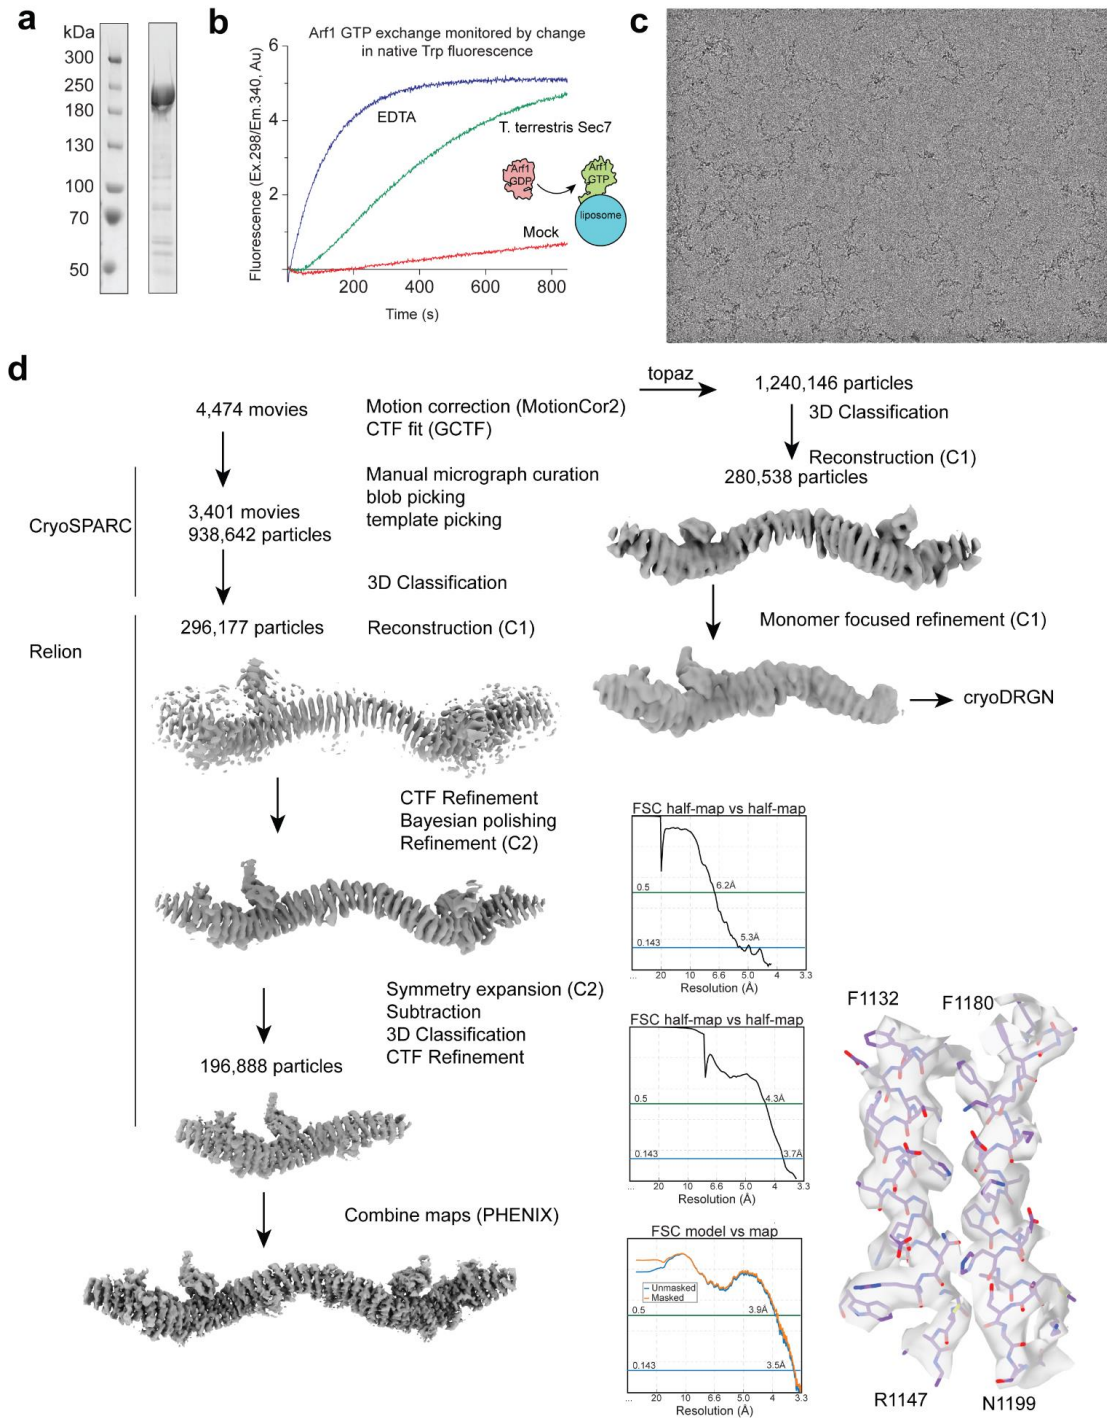 a
kDa
300
250
180
130
100
70
50
b
Arf1 GTP exchange monitored by change
in native Trp fluorescence
Fluorescence (Ex.298/Em.340, Au)
6
4
2
EDTA
T. terrestris Sec7
Mock
Arf1
GDP
Arf1
GTP
liposome
200
400
600
800
Time (s)
c
d
4,474 movies
Motion correction (MotionCor2)
CTF fit (GCTF)
CryoSPARC
3,401 movies
938,642 particles
Manual micrograph curation
blob picking
template picking
3D Classification
Relion
296,177 particles
Reconstruction (C1)
CTF Refinement
Bayesian polishing
Refinement (C2)
Symmetry expansion (C2)
Subtraction
3D Classification
CTF Refinement
196,888 particles
Combine maps (PHENIX)
topaz
1,240,146 particles
3D Classification
Reconstruction (C1)
280,538 particles
Monomer focused refinement (C1)
cryoDRGN
FSC half-map vs half-map
0.5
6.2Å
0.143
5.3Å
... 20 10 6.6 5.0 4 3.3
Resolution (Å)
FSC half-map vs half-map
0.5
4.3Å
0.143
3.7Å
... 20 10 6.6 5.0 4 3.3
Resolution (Å)
FSC model vs map
Unmasked
Masked
0.5
3.9Å
0.143
3.5Å
... 20 10 6.6 5.0 4 3.3
Resolution (Å)
F1132
F1180
R1147
N1199